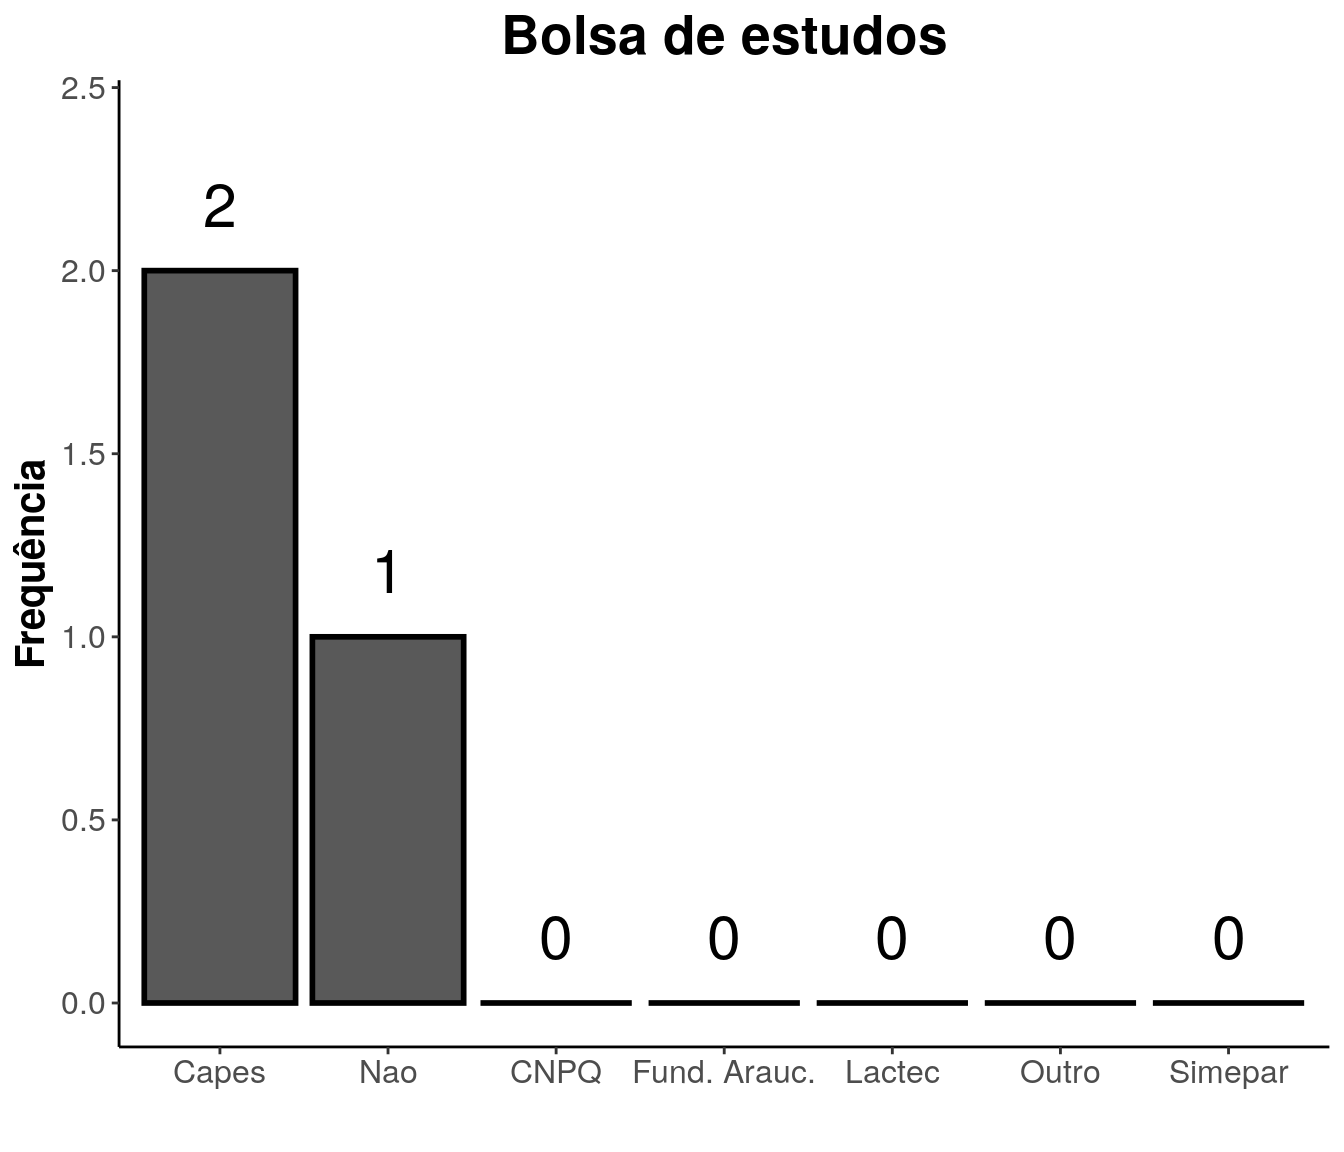 Bolsa de estudos
Frequência
2.5
2.0
1.5
1.0
0.5
0.0
2
1
0
0
0
0
0
Capes
Nao
CNPQ
Fund. Arauc.
Lactec
Outro
Simepar